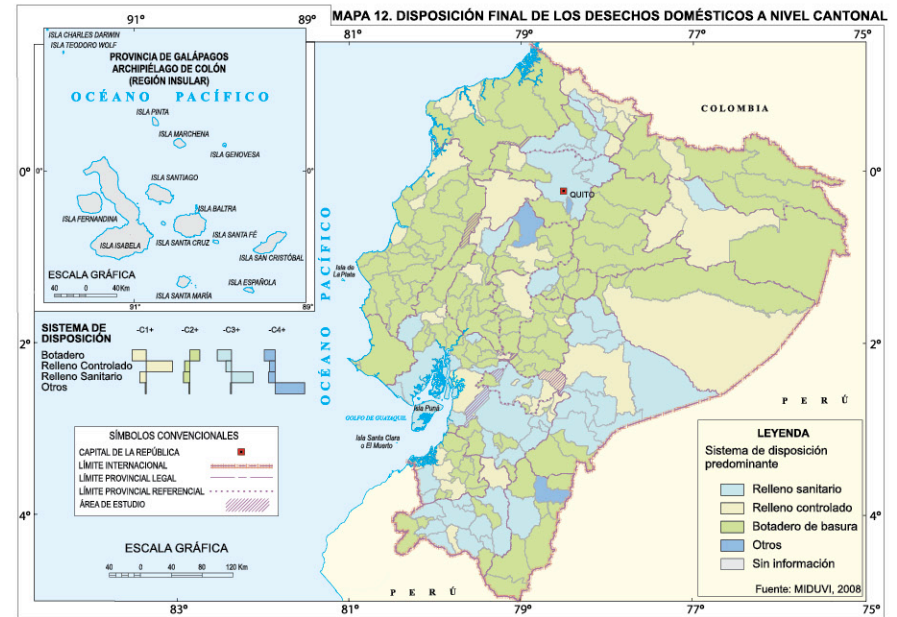 MAPA 12. DISPOSICIÓN FINAL DE LOS DESECHOS DOMÉSTICOS A NIVEL CANTONAL
91º
89º
81º
79º
77º
75º
ISLA CHARLES DARWIN
ISLA TEODORO WOLF
PROVINCIA DE GALÁPAGOS
ARCHIPIÉLAGO DE COLÓN
(REGIÓN INSULAR)
OCÉANO PACÍFICO
ISLA PINTA
ISLA MARCHENA
ISLA GENOVESA
ISLA SANTIAGO
ISLA BALTRA
ISLA FERNANDINA
ISLA SANTA CRUZ
ISLA SANTA FÉ
ISLA ISABELA
ISLA SAN CRISTÓBAL
ISLA ESPAÑOLA
ISLA SANTA MARÍA
ESCALA GRÁFICA
40 0 40Km
91º
89º
0º
0º
0º
COLOMBIA
QUITO
OCÉANO PACÍFICO
Isla de
La Plata
2º
2º
SISTEMA DE
DISPOSICIÓN
-C1+
-C2+
-C3+
-C4+
Botadero
Relleno Controlado
Relleno Sanitario
Otros
Isla Puná
GOLFO DE GUAYAQUIL
Isla Santa Clara
o El Muerto
PERÚ
SÍMBOLOS CONVENCIONALES
CAPITAL DE LA REPÚBLICA
LÍMITE INTERNACIONAL
LÍMITE PROVINCIAL LEGAL
LÍMITE PROVINCIAL REFERENCIAL
ÁREA DE ESTUDIO
4º
4º
ESCALA GRÁFICA
40 0 40 80 120 Km
LEYENDA
Sistema de disposición
predominante
Relleno sanitario
Relleno controlado
Botadero de basura
Otros
Sin información
Fuente: MIDUVI, 2008
PERÚ
83º
81º
79º
77º
75º